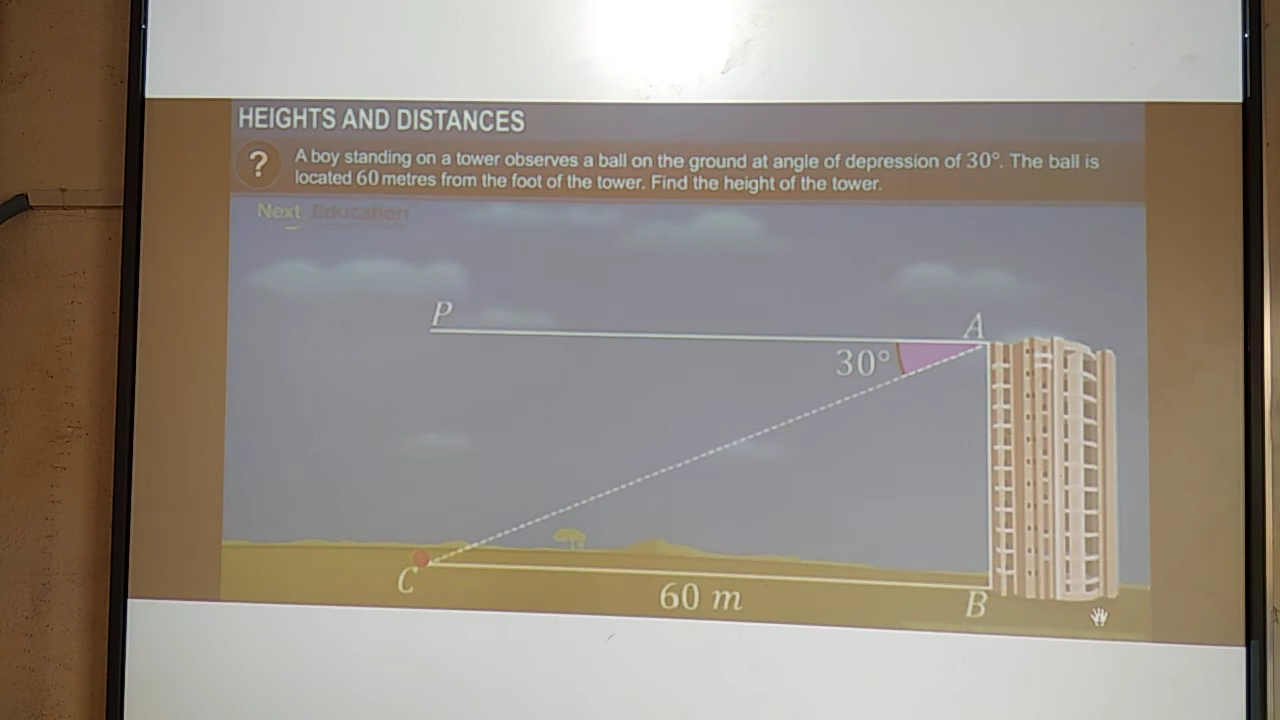 HEIGHTS AND DISTANCES
? A boy standing on a tower observes a ball on the ground at angle of depression of 30°. The ball is
located 60 metres from the foot of the tower. Find the height of the tower.
Next Education
P
A
30°
C
60 m
B